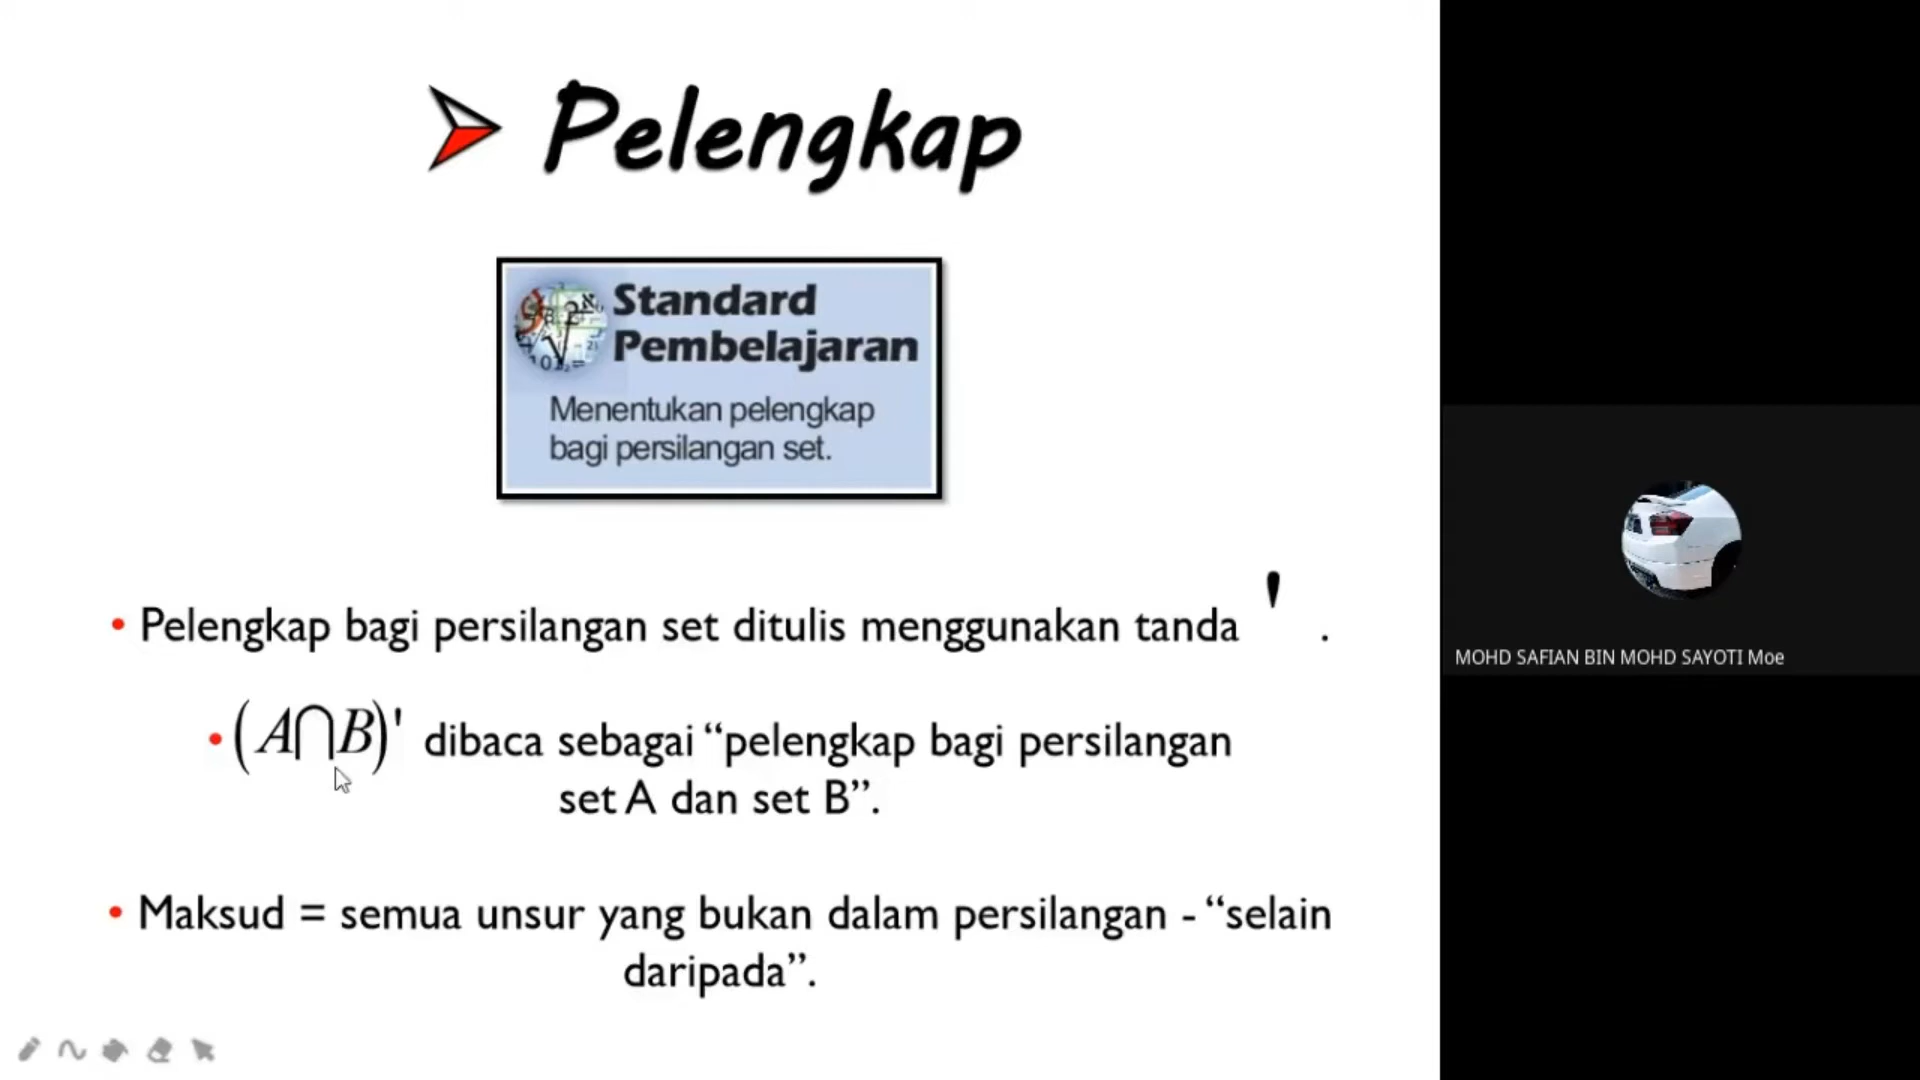 Pelengkap
Standard
Pembelajaran
Menentukan pelengkap
bagi persilangan set.
• Pelengkap bagi persilangan set ditulis menggunakan tanda ' .
• (A∩B)' dibaca sebagai “pelengkap bagi persilangan
set A dan set B”.
• Maksud = semua unsur yang bukan dalam persilangan - “selain
daripada”.
MOHD SAFIAN BIN MOHD SAYOTI Moe